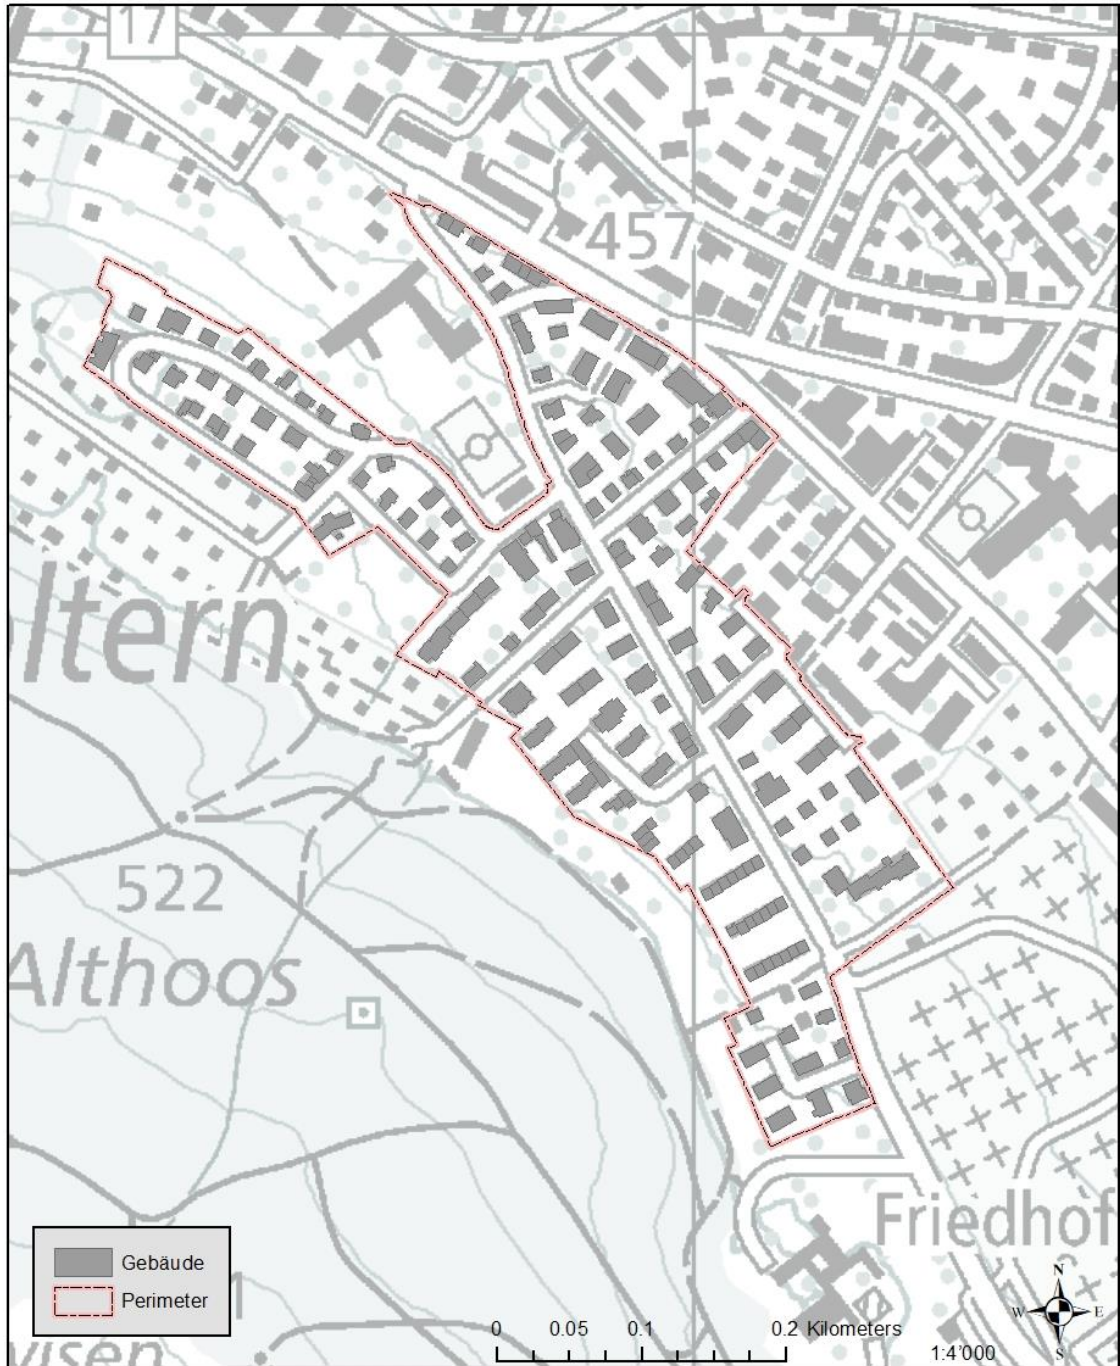 17
457
ltern
522
Althoos
Friedhof
Gebäude
Perimeter
visen
N
W E
S
0 0.05 0.1 0.2 Kilometers
1:4'000